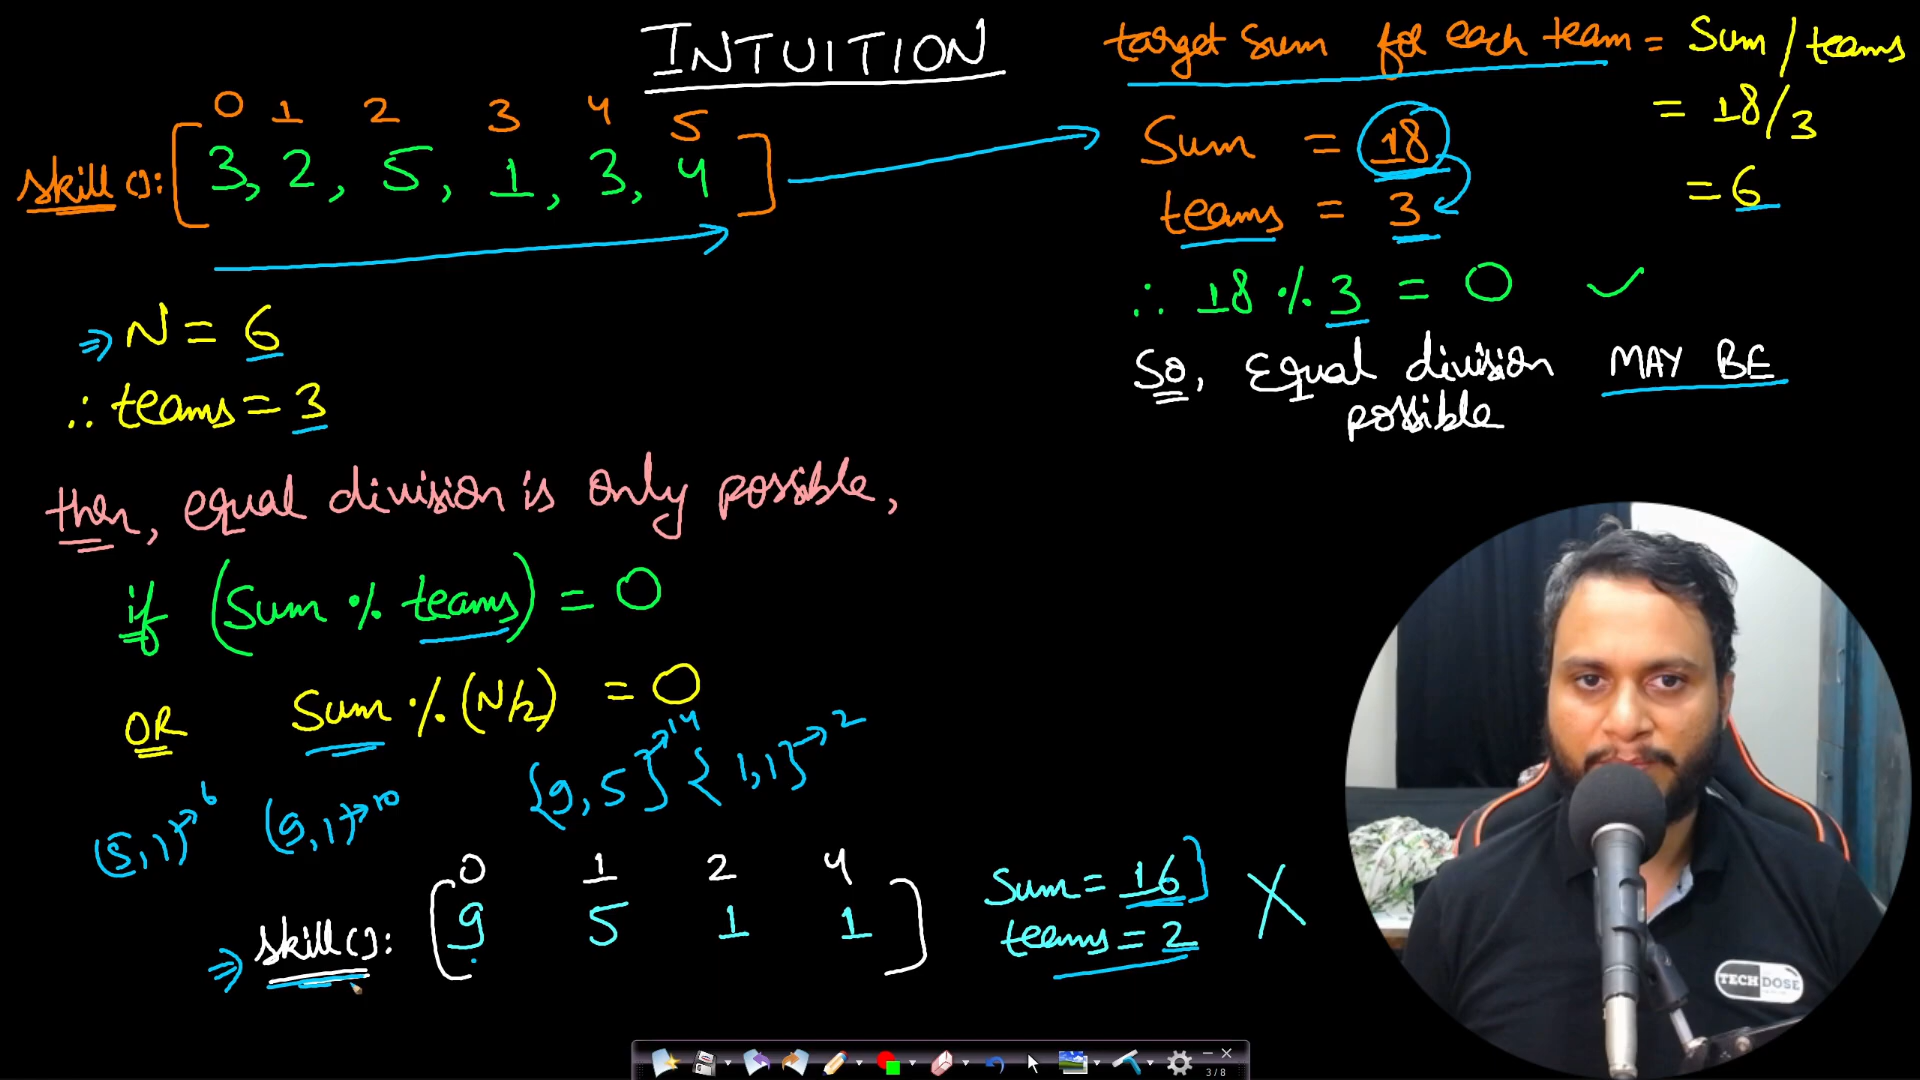 INTUITION
0 1 2 3 4 5
skill(): [3, 2, 5, 1, 3, 4]
⇒ N = 6
∴ teams = 3
then, equal division is only possible,
if (Sum % teams) = 0
OR Sum % (N/2) = 0
(5,1)→6 (9,1)→10 {9,5}→14 {1,1}→2
0 1 2 4
⇒ skill(): [9 5 1 1]
Sum = 16
teams = 2 X
target sum for each team = Sum/teams
= 18/3
= 6
Sum = 18
teams = 3
∴ 18 % 3 = 0 ✓
So, Equal division MAY BE
possible
TECH DOSE
3/8